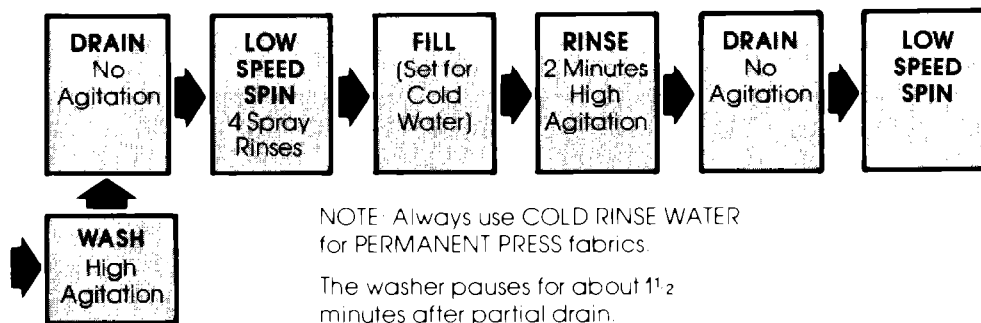 DRAIN
No
Agitation
LOW
SPEED
SPIN
4 Spray
Rinses
FILL
(Set for
Cold
Water)
RINSE
2 Minutes
High
Agitation
DRAIN
No
Agitation
LOW
SPEED
SPIN
WASH
High
Agitation
NOTE: Always use COLD RINSE WATER
for PERMANENT PRESS fabrics.
The washer pauses for about 1 1/2
minutes after partial drain.